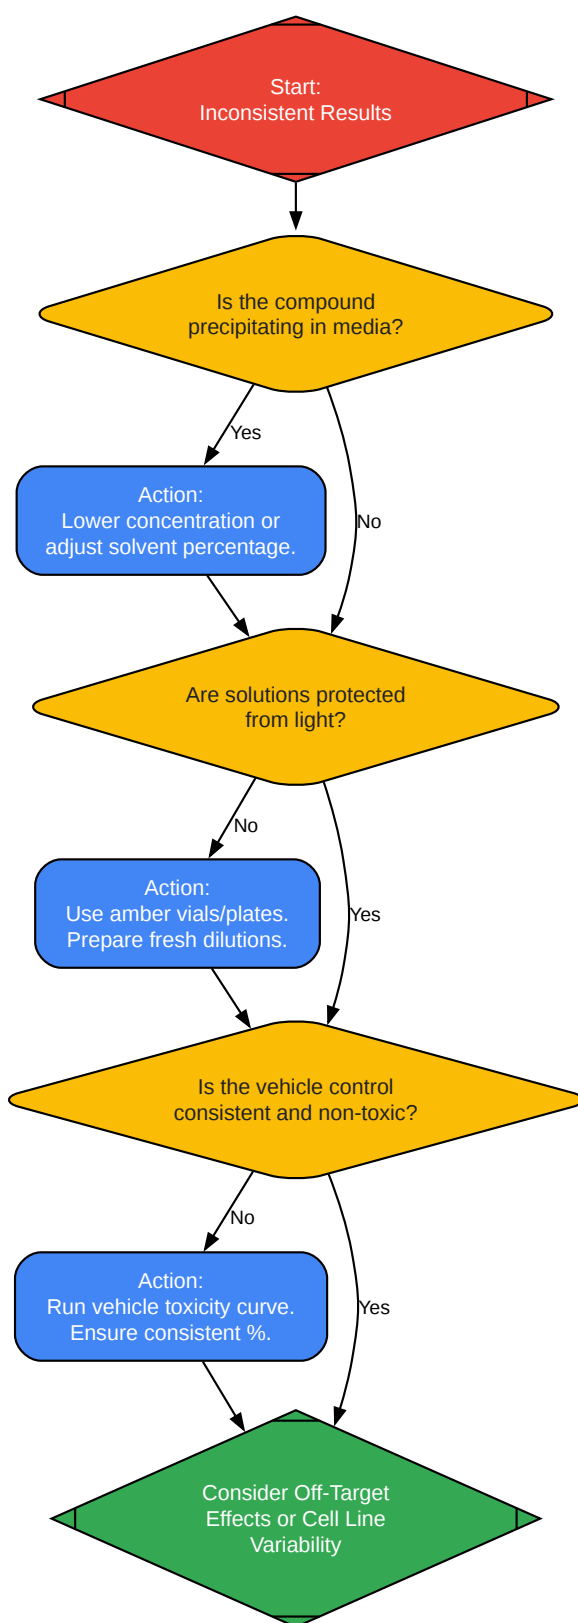 Start:
Inconsistent Results
Is the compound
precipitating in media?
Yes
Action:
Lower concentration or
adjust solvent percentage.
No
Are solutions protected
from light?
No
Action:
Use amber vials/plates.
Prepare fresh dilutions.
Yes
Is the vehicle control
consistent and non-toxic?
No
Action:
Run vehicle toxicity curve.
Ensure consistent %.
Yes
Consider Off-Target
Effects or Cell Line
Variability